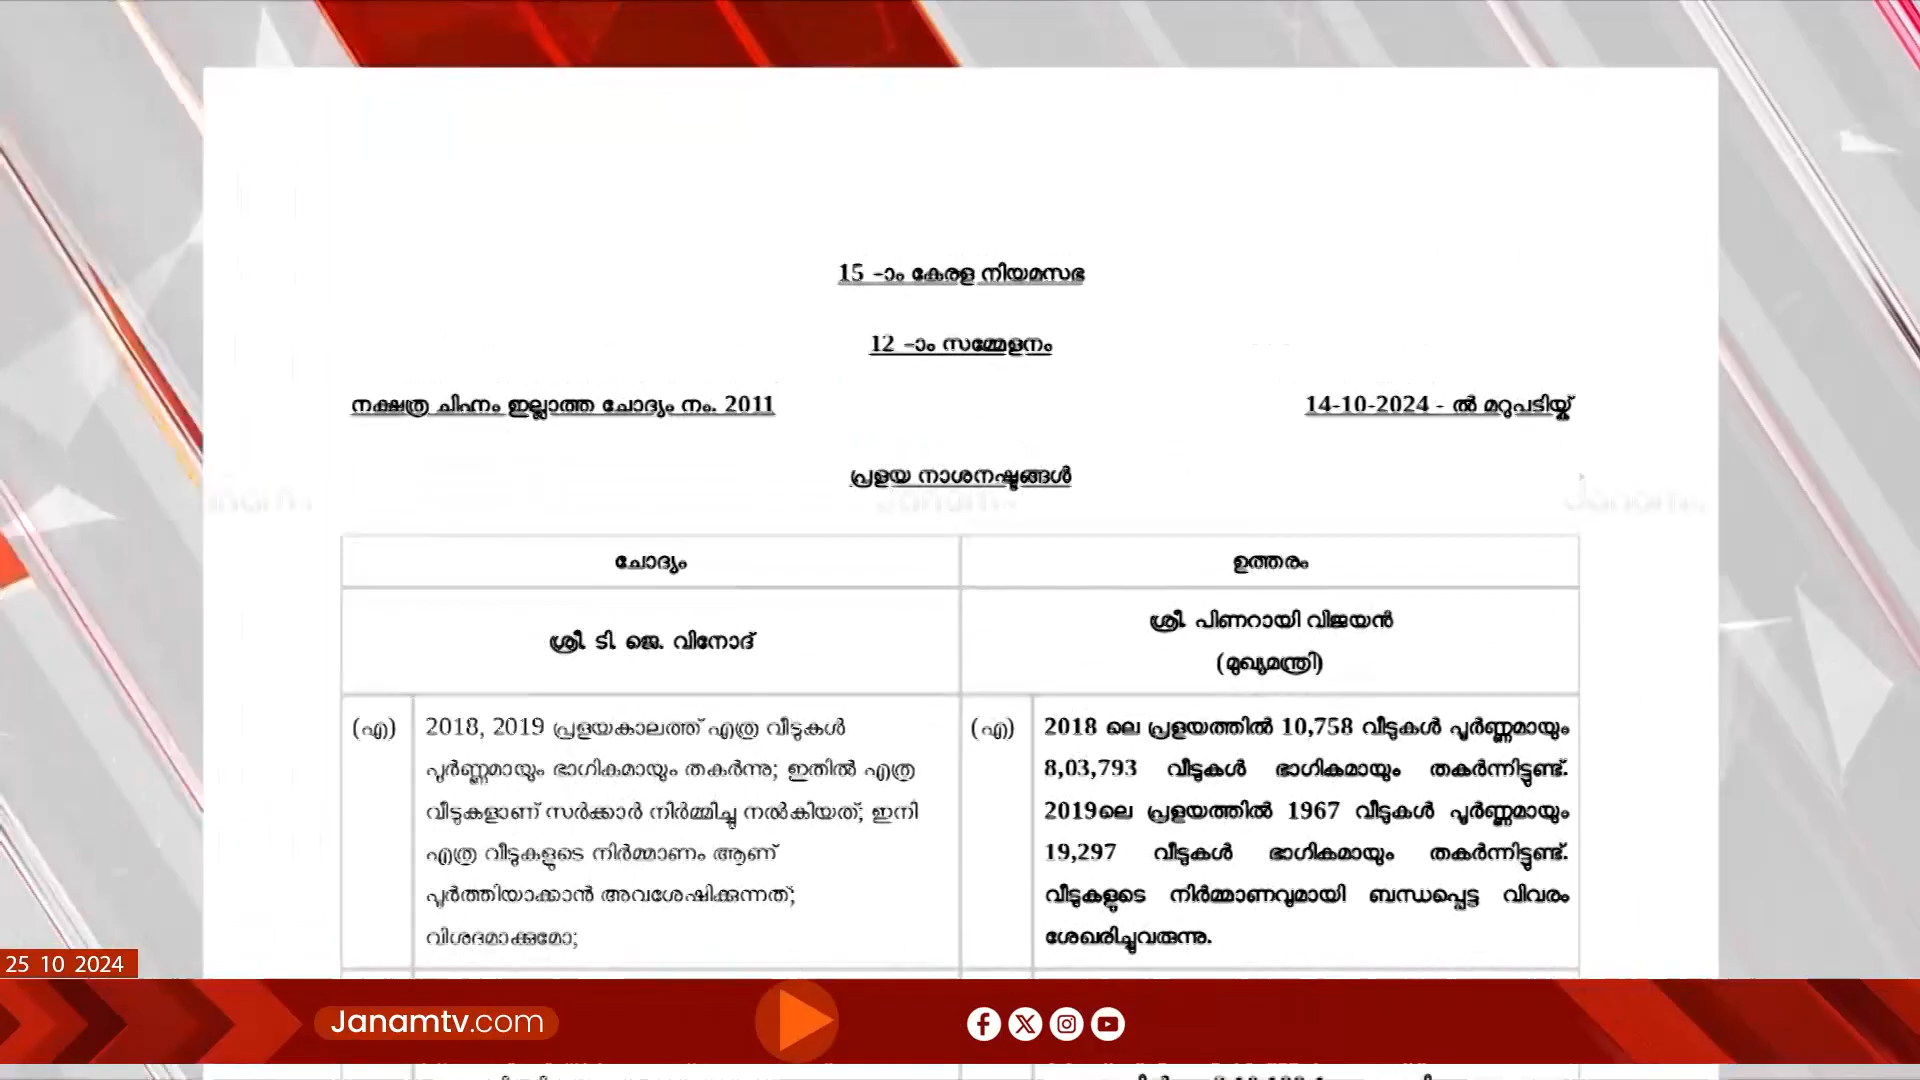 15 -ാം കേരള നിയമസഭ
12 -ാം സമ്മേളനം
നക്ഷത്ര ചിഹ്നം ഇല്ലാത്ത ചോദ്യം നം. 2011
14-10-2024 - ൽ മറുപടിയ്ക്ക്
പ്രളയ നാശനഷ്ടങ്ങൾ
Janamtv
Janamtv
Janamtv
ചോദ്യം
ഉത്തരം
ശ്രീ. ടി. ജെ. വിനോദ്
ശ്രീ. പിണറായി വിജയൻ
(മുഖ്യമന്ത്രി)
(എ)
2018, 2019 പ്രളയകാലത്ത് എത്ര വീടുകൾ
പൂർണ്ണമായും ഭാഗികമായും തകർന്നു; ഇതിൽ എത്ര
വീടുകളാണ് സർക്കാർ നിർമ്മിച്ചു നൽകിയത്; ഇനി
എത്ര വീടുകളുടെ നിർമ്മാണം ആണ്
പൂർത്തിയാക്കാൻ അവശേഷിക്കുന്നത്;
വിശദമാക്കുമോ;
(എ)
2018 ലെ പ്രളയത്തിൽ 10,758 വീടുകൾ പൂർണ്ണമായും
8,03,793 വീടുകൾ ഭാഗികമായും തകർന്നിട്ടുണ്ട്.
2019ലെ പ്രളയത്തിൽ 1967 വീടുകൾ പൂർണ്ണമായും
19,297 വീടുകൾ ഭാഗികമായും തകർന്നിട്ടുണ്ട്.
വീടുകളുടെ നിർമ്മാണവുമായി ബന്ധപ്പെട്ട വിവരം
ശേഖരിച്ചുവരുന്നു.
25 10 2024
Janamtv.com